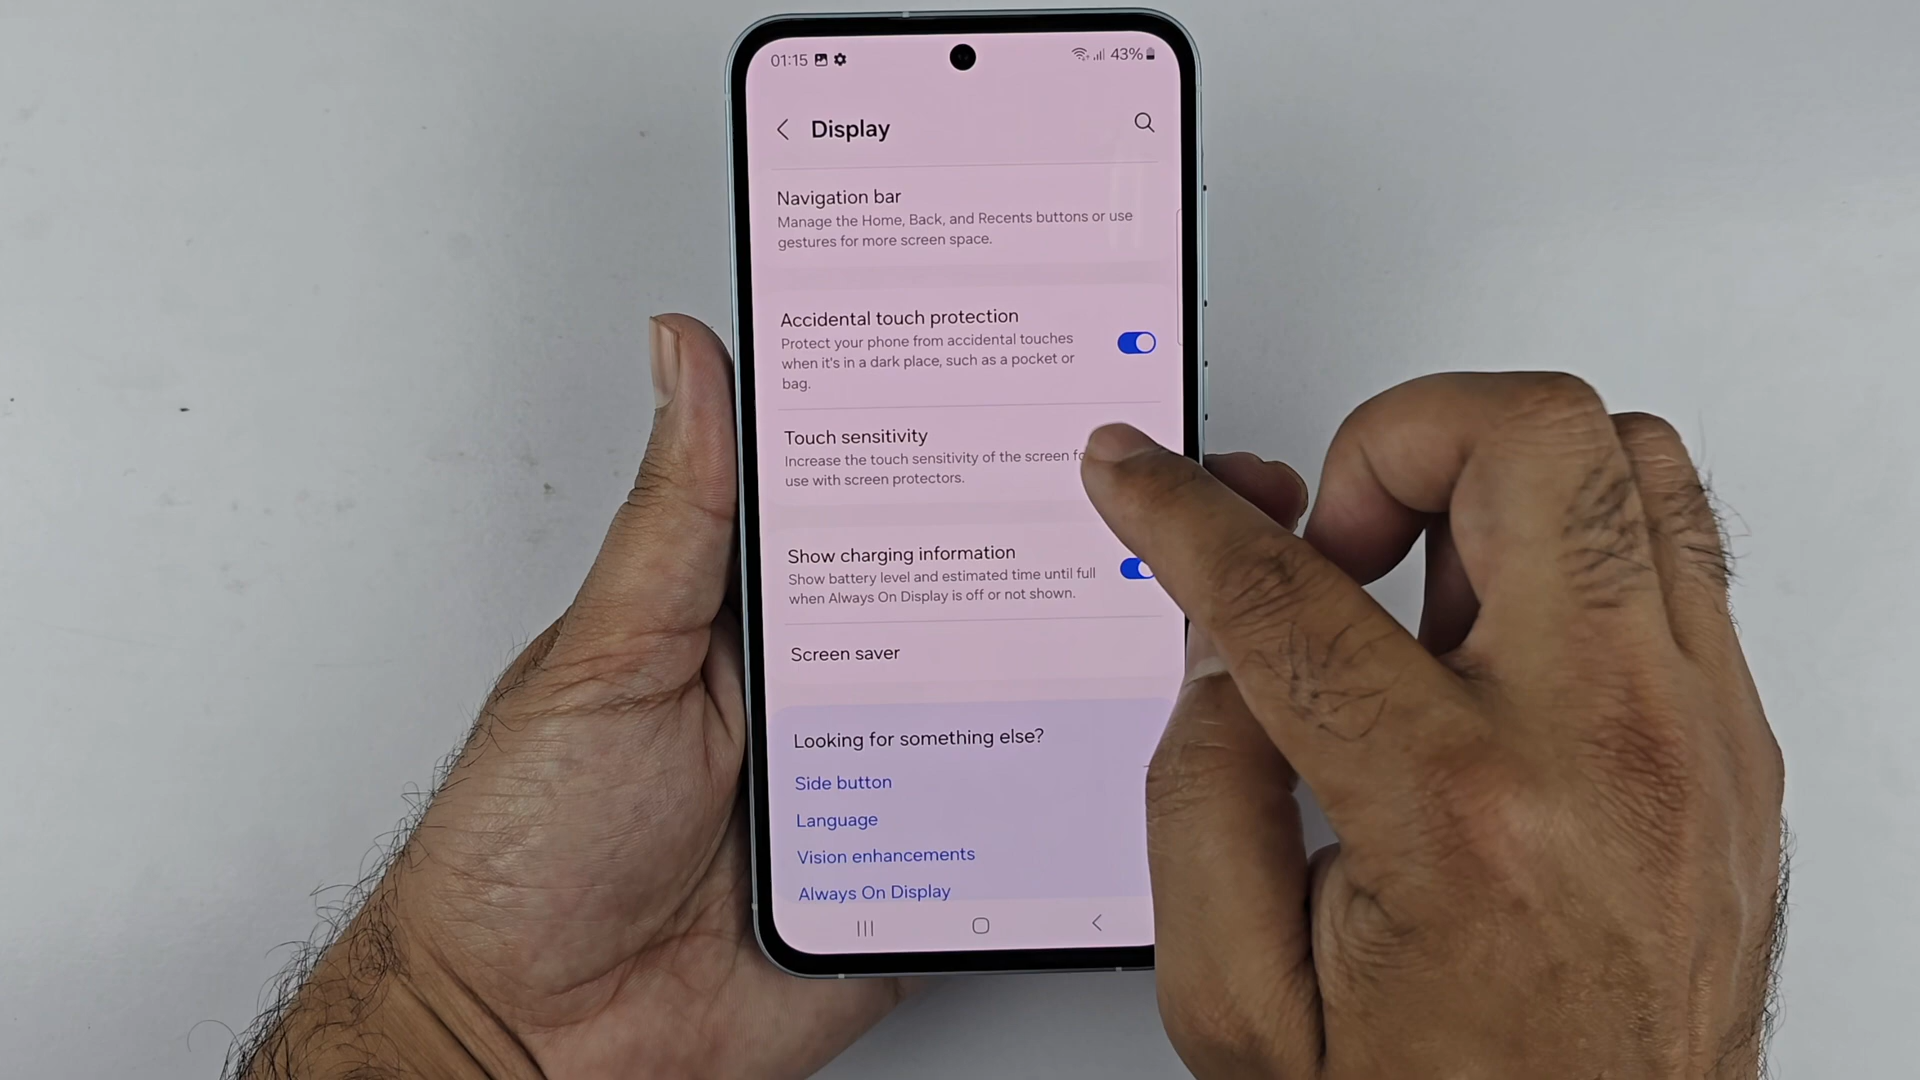 01:15
43%
Display
Navigation bar
Manage the Home, Back, and Recents buttons or use
gestures for more screen space.
Accidental touch protection
Protect your phone from accidental touches
when it's in a dark place, such as a pocket or
bag.
Touch sensitivity
Increase the touch sensitivity of the screen
use with screen protectors.
Show charging information
Show battery level and estimated time until full
when Always On Display is off or not shown.
Screen saver
Looking for something else?
Side button
Language
Vision enhancements
Always On Display